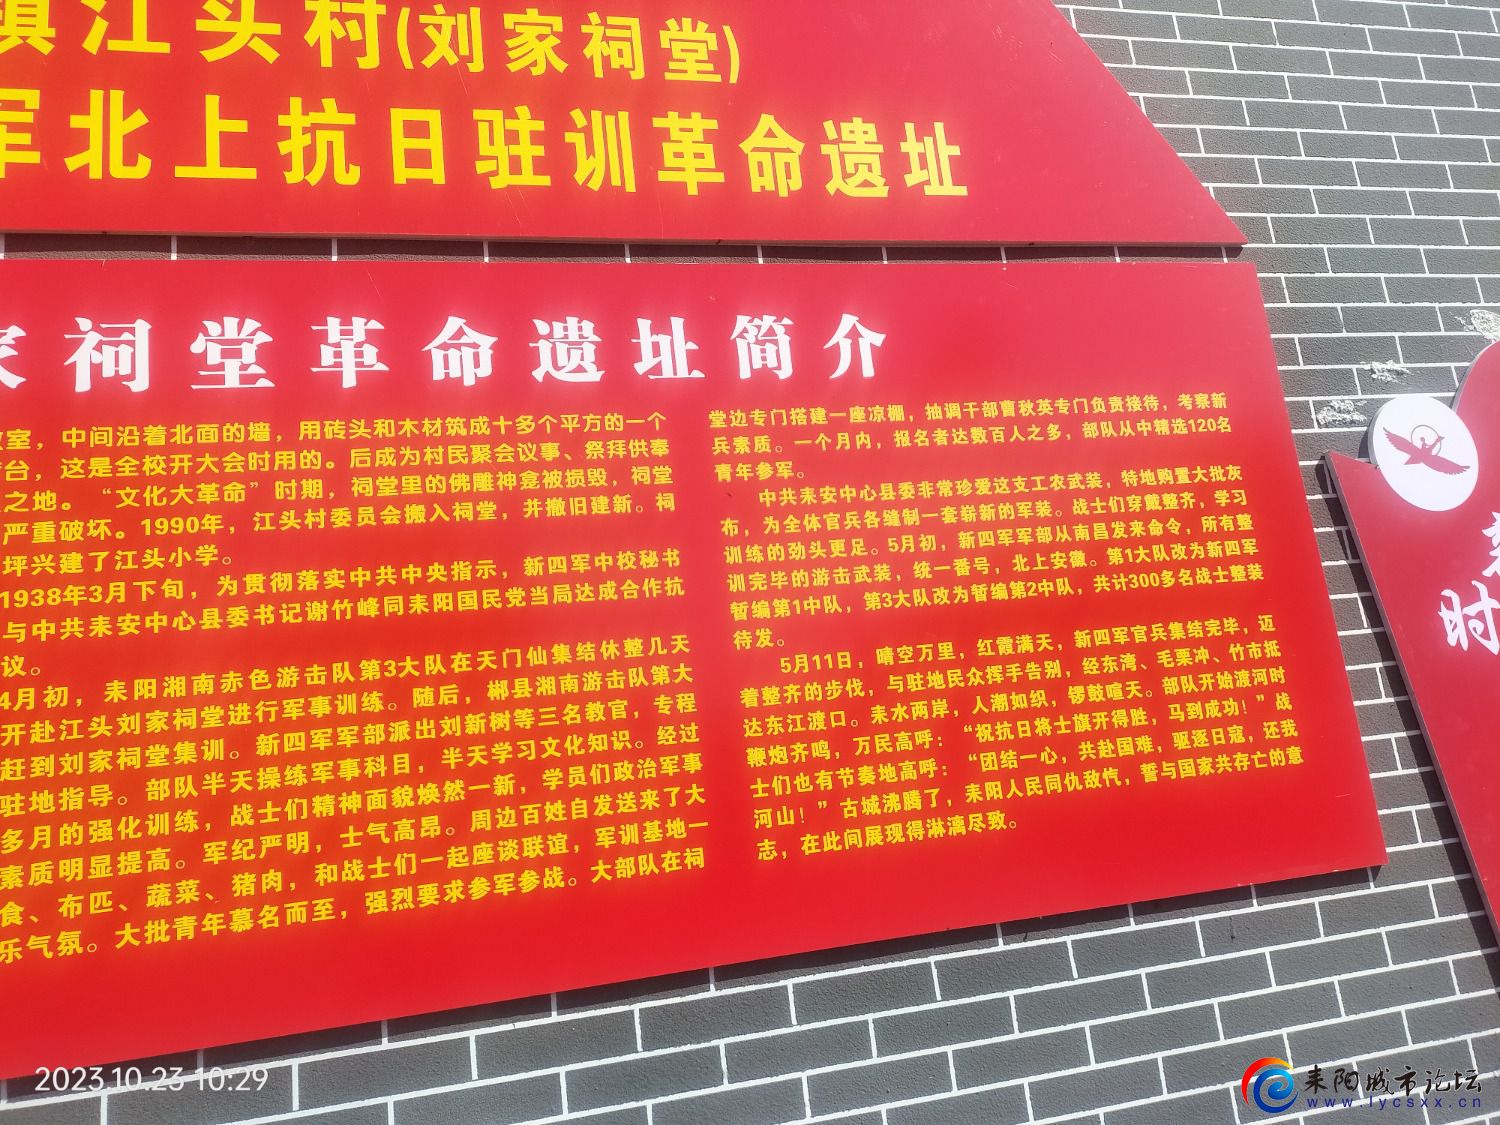 镇江头村(刘家祠堂)
军北上抗日驻训革命遗址
家祠堂革命遗址简介
室，中间沿着北面的墙，用砖头和木材筑成十多个平方的一个
台，这是全校开大会时用的。后成为村民聚会议事、祭拜供奉
之地。“文化大革命”时期，祠堂里的佛雕神龛被损毁，祠堂
严重破坏。1990年，江头村委员会搬入祠堂，并撤旧建新。祠
坪兴建了江头小学。
1938年3月下旬，为贯彻落实中共中央指示，新四军中校秘书
与中共耒安中心县委书记谢竹峰同耒阳国民党当局达成合作抗
议。
4月初，耒阳湘南赤色游击队第3大队在天门仙集结休整几天
开赴江头刘家祠堂进行军事训练。随后，郴县湘南游击队第大
赶到刘家祠堂集训。新四军军部派出刘新树等三名教官，专程
驻地指导。部队半天操练军事科目，半天学习文化知识。经过
多月的强化训练，战士们精神面貌焕然一新，学员们政治军事
素质明显提高。军纪严明，士气高昂。周边百姓自发送来了大
食、布匹、蔬菜、猪肉，和战士们一起座谈联谊，军训基地一
乐气氛。大批青年慕名而至，强烈要求参军参战。大部队在祠
堂边专门搭建一座凉棚，抽调干部曹秋英专门负责接待，考察新
兵素质。一个月内，报名者达数百人之多，部队从中精选120名
青年参军。
中共耒安中心县委非常珍爱这支工农武装，特地购置大批灰
布，为全体官兵各缝制一套崭新的军装。战士们穿戴整齐，学习
训练的劲头更足。5月初，新四军军部从南昌发来命令，所有整
训完毕的游击武装，统一番号，北上安徽。第1大队改为新四军
暂编第1中队，第3大队改为暂编第2中队，共计300多名战士整装
待发。
5月11日，晴空万里，红霞满天，新四军官兵集结完毕，迈
着整齐的步伐，与驻地民众挥手告别，经东湾、毛栗冲、竹市抵
达东江渡口。耒水两岸，人潮如织，锣鼓喧天。部队开始渡河时
鞭炮齐鸣，万民高呼：“祝抗日将士旗开得胜，马到成功！”战
士们也有节奏地高呼：“团结一心，共赴国难，驱逐日寇，还我
河山！”古城沸腾了，耒阳人民同仇敌忾，誓与国家共存亡的意
志，在此间展现得淋漓尽致。
时
2023.10.23 10:29
耒阳城市论坛
www.lycsxx.cn